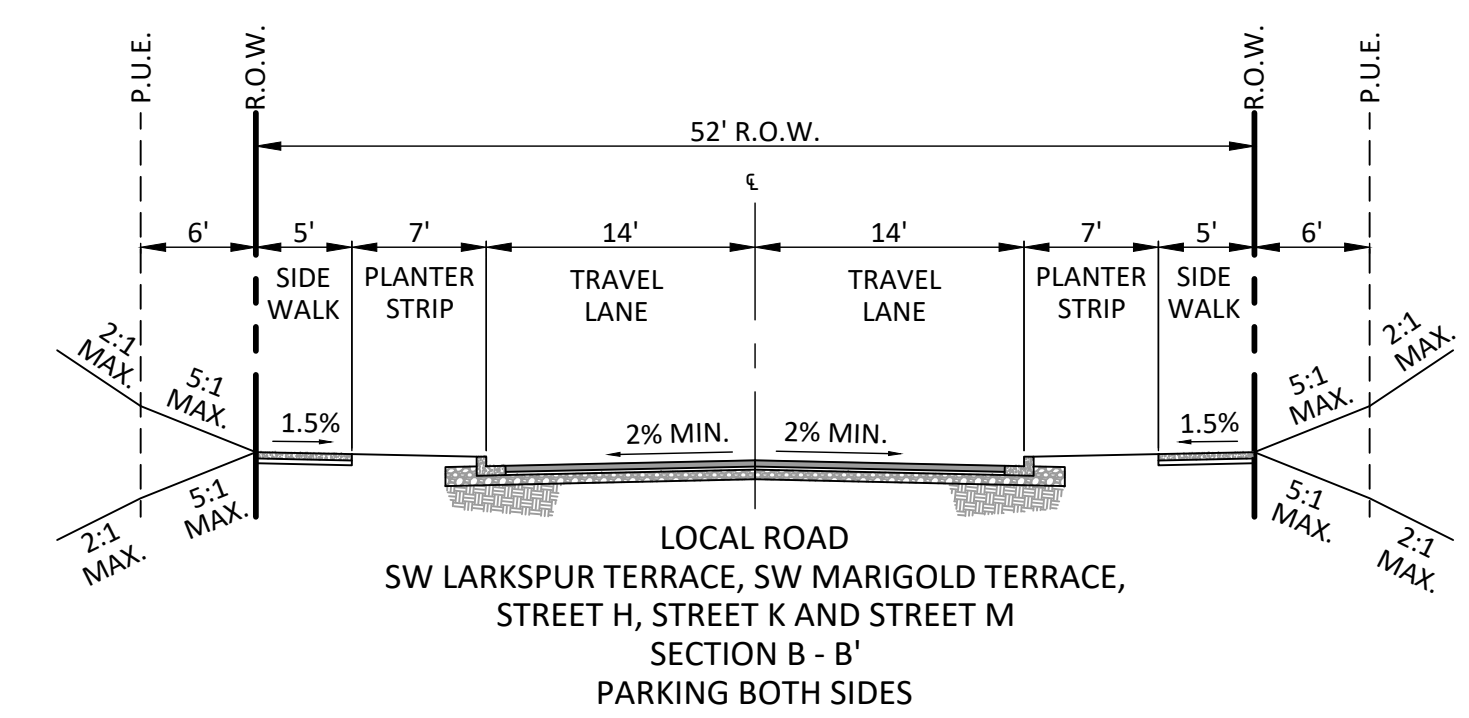 P.U.E.
R.O.W.
R.O.W.
P.U.E.
52' R.O.W.
℄
6'
5'
7'
14'
14'
7'
5'
6'
SIDE
WALK
PLANTER
STRIP
TRAVEL
LANE
TRAVEL
LANE
PLANTER
STRIP
SIDE
WALK
2:1
MAX.
5:1
MAX.
1.5%
2% MIN.
2% MIN.
1.5%
5:1
MAX.
2:1
MAX.
2:1
MAX.
5:1
MAX.
5:1
MAX.
2:1
MAX.
LOCAL ROAD
SW LARKSPUR TERRACE, SW MARIGOLD TERRACE,
STREET H, STREET K AND STREET M
SECTION B - B'
PARKING BOTH SIDES